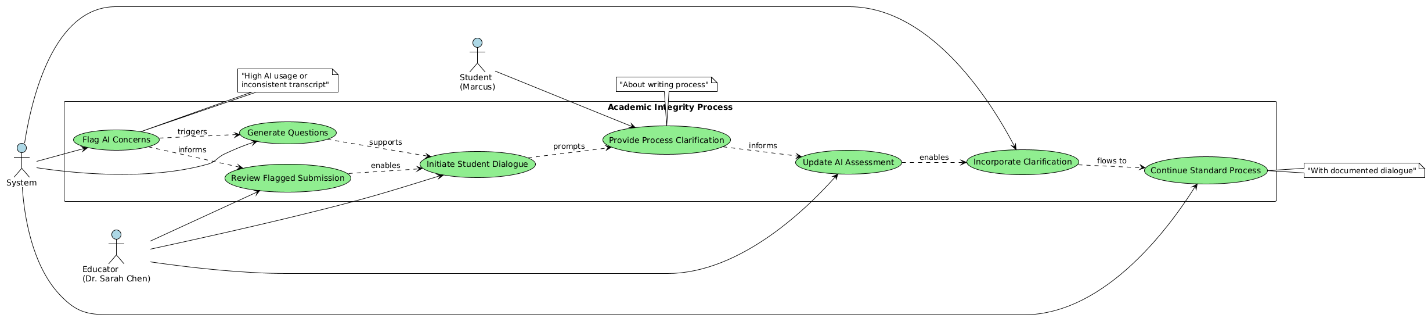 Student
(Marcus)
"High AI usage or
inconsistent transcript"
"About writing process"
Academic Integrity Process
Flag AI Concerns
triggers
Generate Questions
informs
Review Flagged Submission
supports
enables
Initiate Student Dialogue
prompts
Provide Process Clarification
informs
Update AI Assessment
enables
Incorporate Clarification
flows to
Continue Standard Process
"With documented dialogue"
System
Educator
(Dr. Sarah Chen)